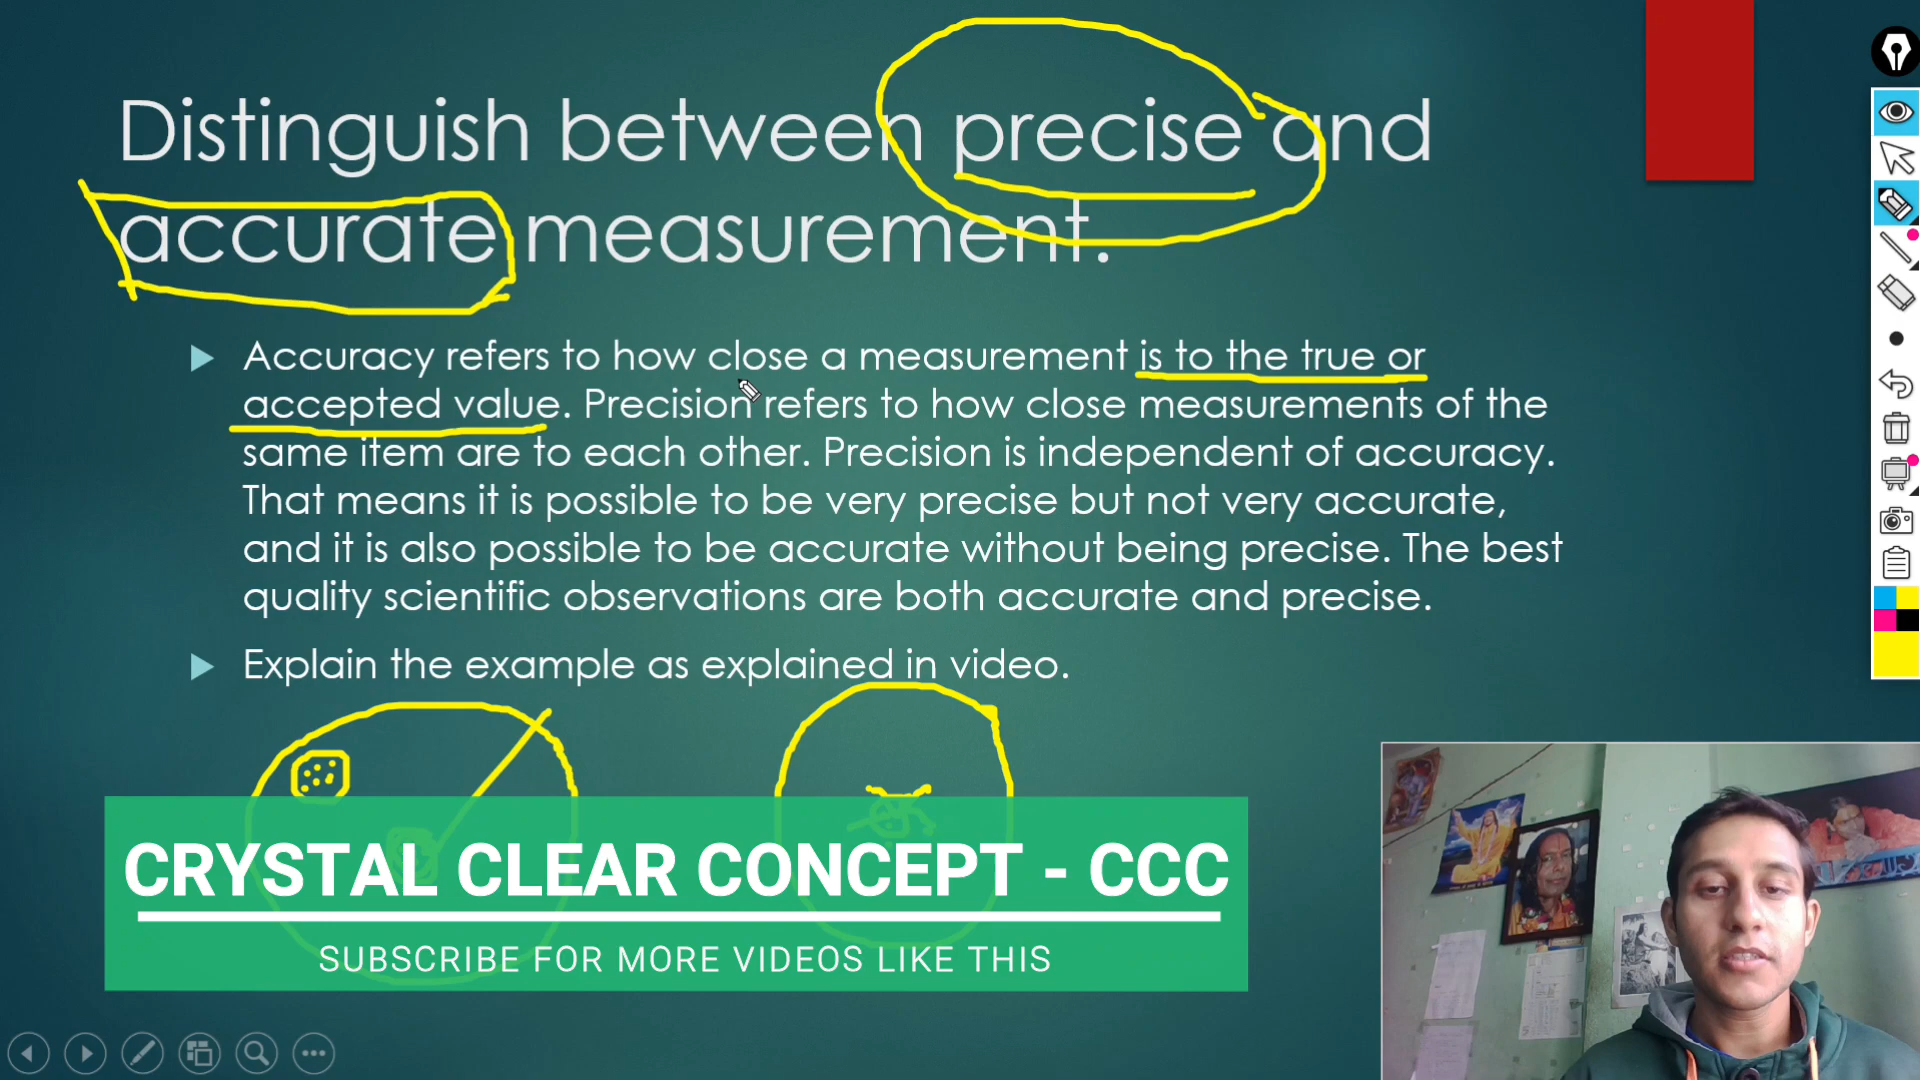 Distinguish between precise and
accurate measurement.
Accuracy refers to how close a measurement is to the true or
accepted value. Precision refers to how close measurements of the
same item are to each other. Precision is independent of accuracy.
That means it is possible to be very precise but not very accurate,
and it is also possible to be accurate without being precise. The best
quality scientific observations are both accurate and precise.
Explain the example as explained in video.
CRYSTAL CLEAR CONCEPT - CCC
SUBSCRIBE FOR MORE VIDEOS LIKE THIS